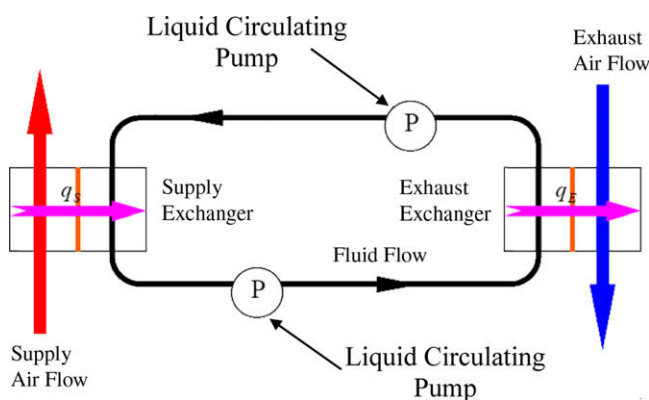 Liquid Circulating
Pump
Exhaust
Air Flow
P
q_S
Supply
Exchanger
Exhaust
Exchanger
q_E
Fluid Flow
P
Supply
Air Flow
Liquid Circulating
Pump